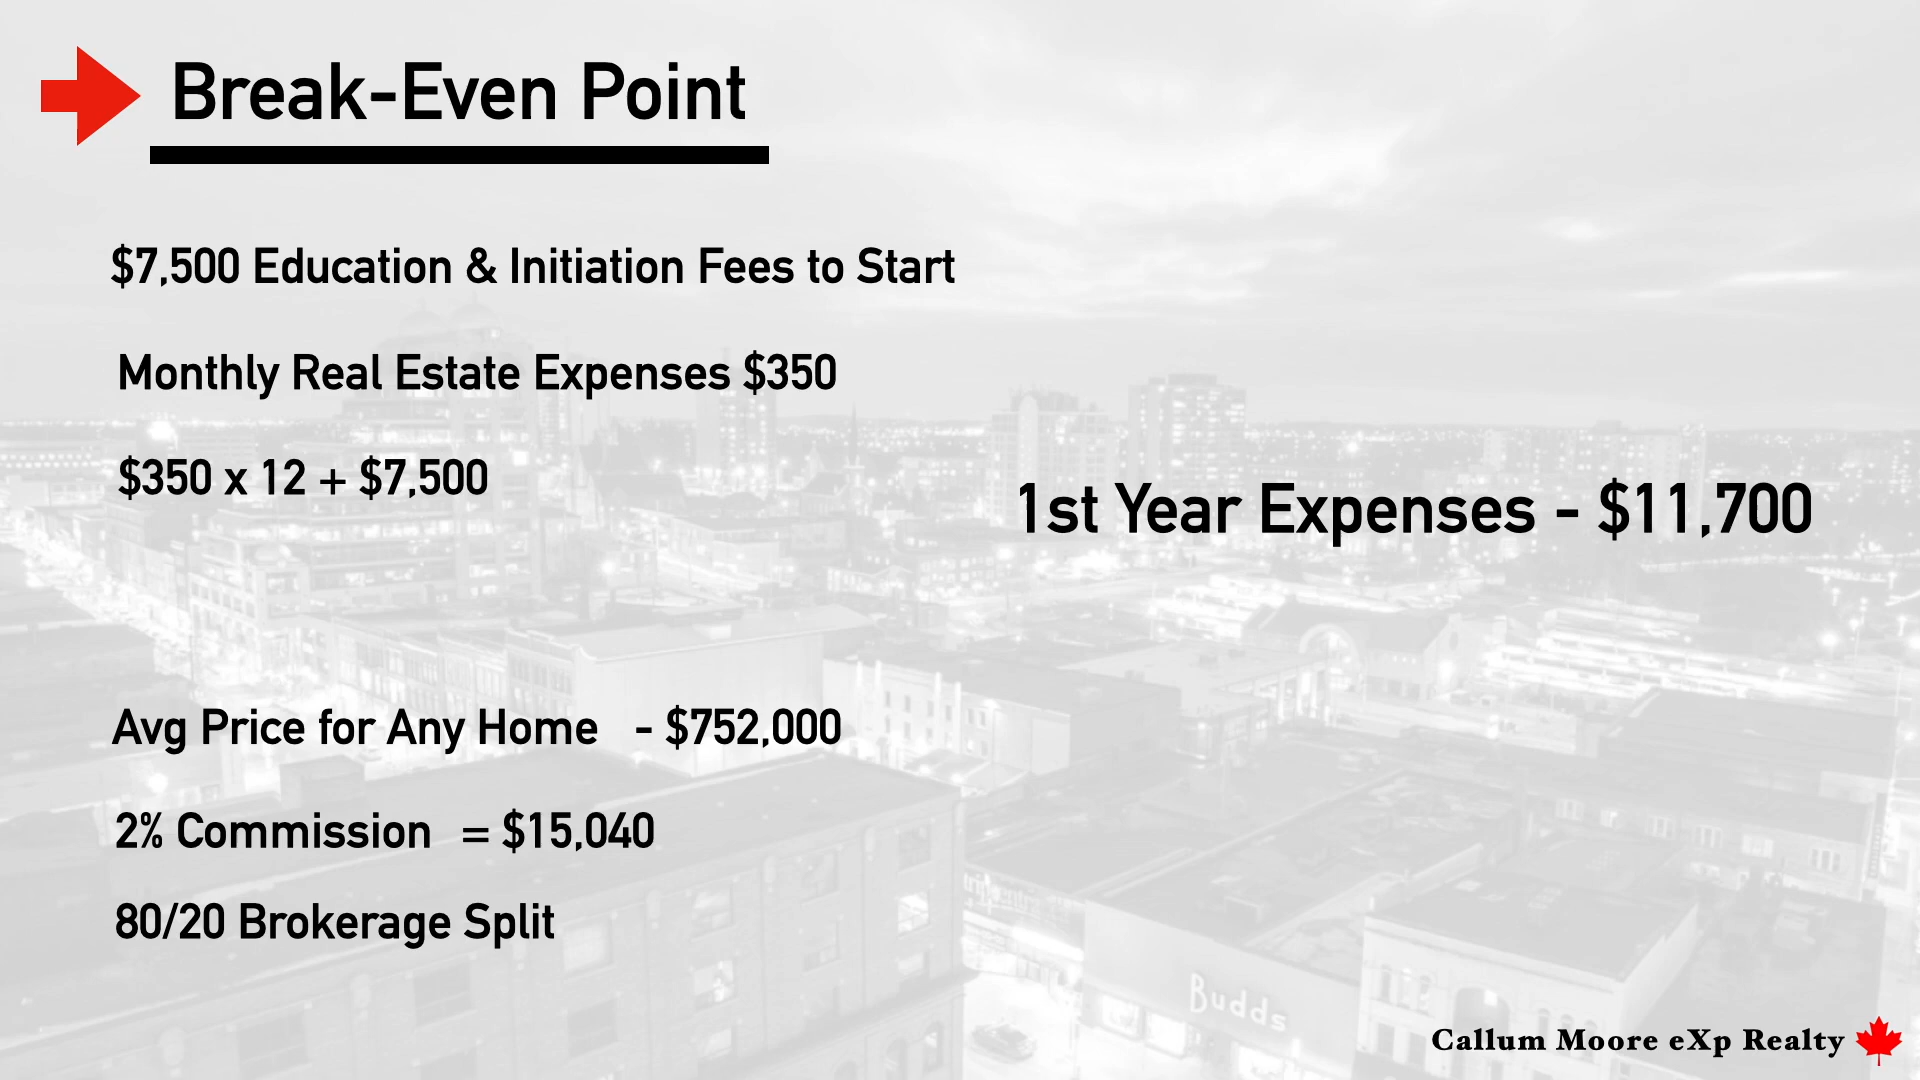 Break-Even Point
$7,500 Education & Initiation Fees to Start
Monthly Real Estate Expenses $350
$350 x 12 + $7,500
1st Year Expenses - $11,700
Avg Price for Any Home - $752,000
2% Commission = $15,040
80/20 Brokerage Split
Budds
Callum Moore eXp Realty